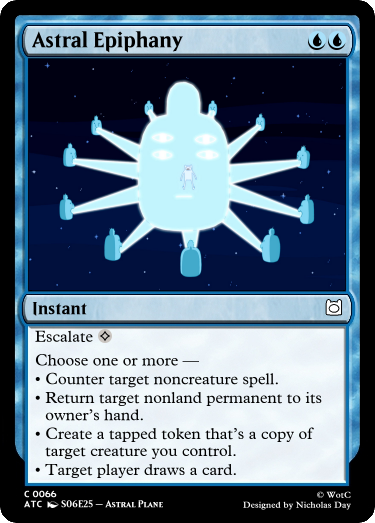 Astral Epiphany
Instant
Escalate
Choose one or more —
• Counter target noncreature spell.
• Return target nonland permanent to its
owner's hand.
• Create a tapped token that's a copy of
target creature you control.
• Target player draws a card.
C 0066
© WotC
ATC S06E25 — Astral Plane
Designed by Nicholas Day